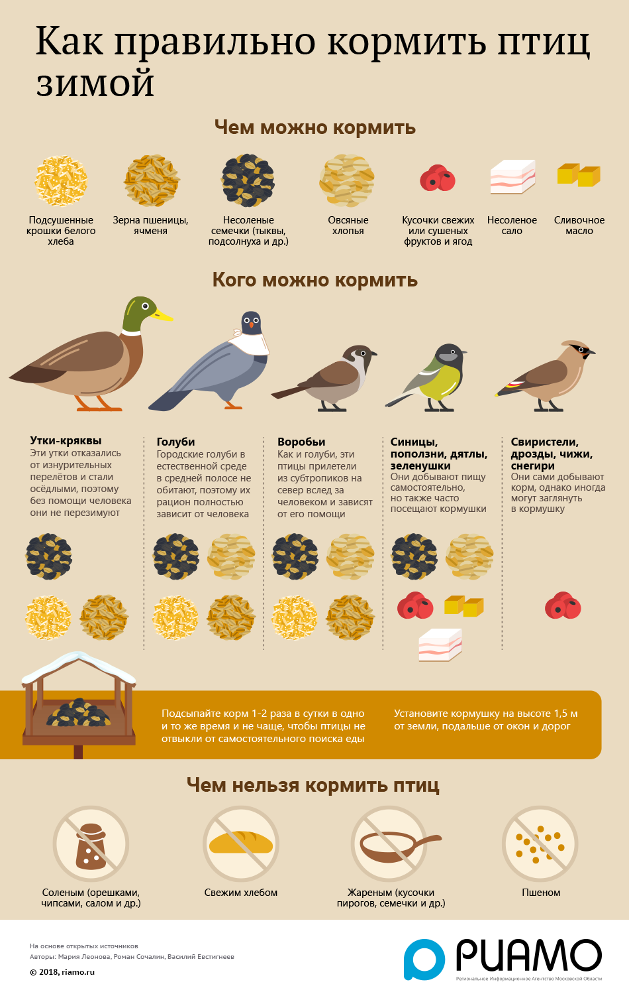 Как правильно кормить птиц
зимой
Чем можно кормить
Подсушенные
крошки белого
хлеба
Зерна пшеницы,
ячменя
Несоленые
семечки (тыквы,
подсолнуха и др.)
Овсяные
хлопья
Кусочки свежих
или сушеных
фруктов и ягод
Несоленое
сало
Сливочное
масло
Кого можно кормить
Утки-кряквы
Эти утки отказались
от изнурительных
перелётов и стали
осёдлыми, поэтому
без помощи человека
они не перезимуют
Голуби
Городские голуби в
естественной среде
в средней полосе не
обитают, поэтому их
рацион полностью
зависит от человека
Воробьи
Как и голуби, эти
птицы прилетели
из субтропиков на
север вслед за
человеком и зависят
от его помощи
Синицы,
поползни, дятлы,
зеленушки
Они добывают пищу
самостоятельно,
но также часто
посещают кормушки
Свиристели,
дрозды, чижи,
снегири
Они сами добывают
корм, однако иногда
могут заглянуть
в кормушку
Подсыпайте корм 1-2 раза в сутки в одно
и то же время и не чаще, чтобы птицы не
отвыкли от самостоятельного поиска еды
Установите кормушку на высоте 1,5 м
от земли, подальше от окон и дорог
Чем нельзя кормить птиц
Соленым (орешками,
чипсами, салом и др.)
Свежим хлебом
Жареным (кусочки
пирогов, семечки и др.)
Пшеном
На основе открытых источников
Авторы: Мария Леонова, Роман Сочалин, Василий Евстигнеев
© 2018, riamo.ru
РИАМО
Региональное Информационное Агентство Московской Области